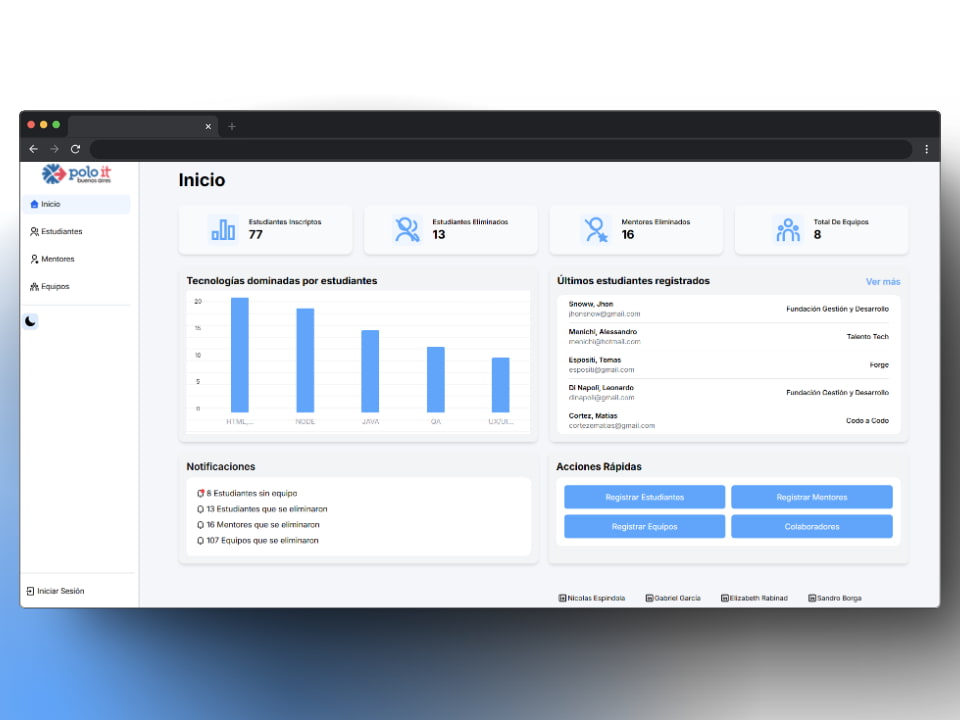 polo it
buenos aires
Inicio
Estudiantes
Mentores
Equipos
Iniciar Sesión
Inicio
Estudiantes Inscriptos
77
Estudiantes Eliminados
13
Mentores Eliminados
16
Total De Equipos
8
Tecnologías dominadas por estudiantes
20
15
10
5
0
HTML,... NODE JAVA QA UX/UI...
Últimos estudiantes registrados Ver más
Snoww, Jhon
jhonsnow@gmail.com
Fundación Gestión y Desarrollo
Menichi, Alessandro
menichi@hotmail.com
Talento Tech
Espositi, Tomas
espositi@gmail.com
Forge
Di Napoli, Leonardo
dinapoli@gmail.com
Fundación Gestión y Desarrollo
Cortez, Matias
cortezematias@gmail.com
Codo a Codo
Notificaciones
8 Estudiantes sin equipo
13 Estudiantes que se eliminaron
16 Mentores que se eliminaron
107 Equipos que se eliminaron
Acciones Rápidas
Registrar Estudiantes Registrar Mentores
Registrar Equipos Colaboradores
Nicolas Espindola Gabriel Garcia Elizabeth Rabinad Sandro Borga